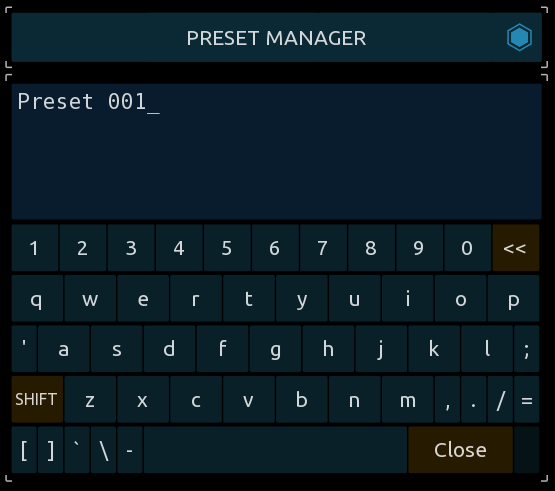 PRESET MANAGER
Preset 001_
1 2 3 4 5 6 7 8 9 0 <<
q w e r t y u i o p
' a s d f g h j k l ;
SHIFT z x c v b n m , . / =
[ ] ` \ - Close